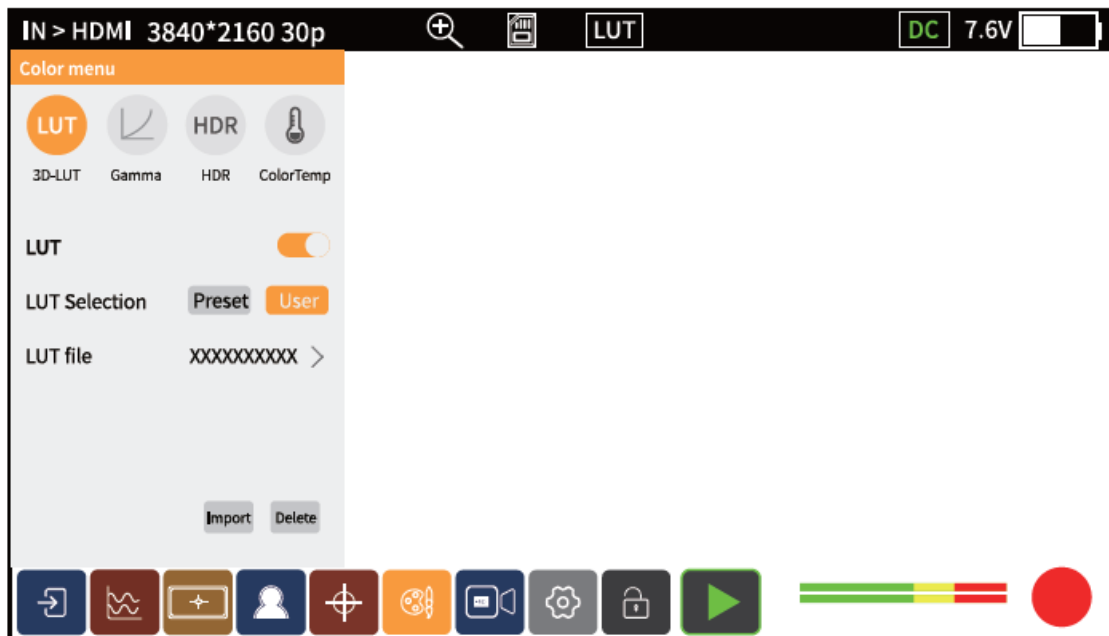 IN > HDMI 3840*2160 30p LUT DC 7.6V
Color menu
LUT HDR
3D-LUT Gamma HDR ColorTemp
LUT
LUT Selection Preset User
LUT file XXXXXXXXXX >
Import Delete